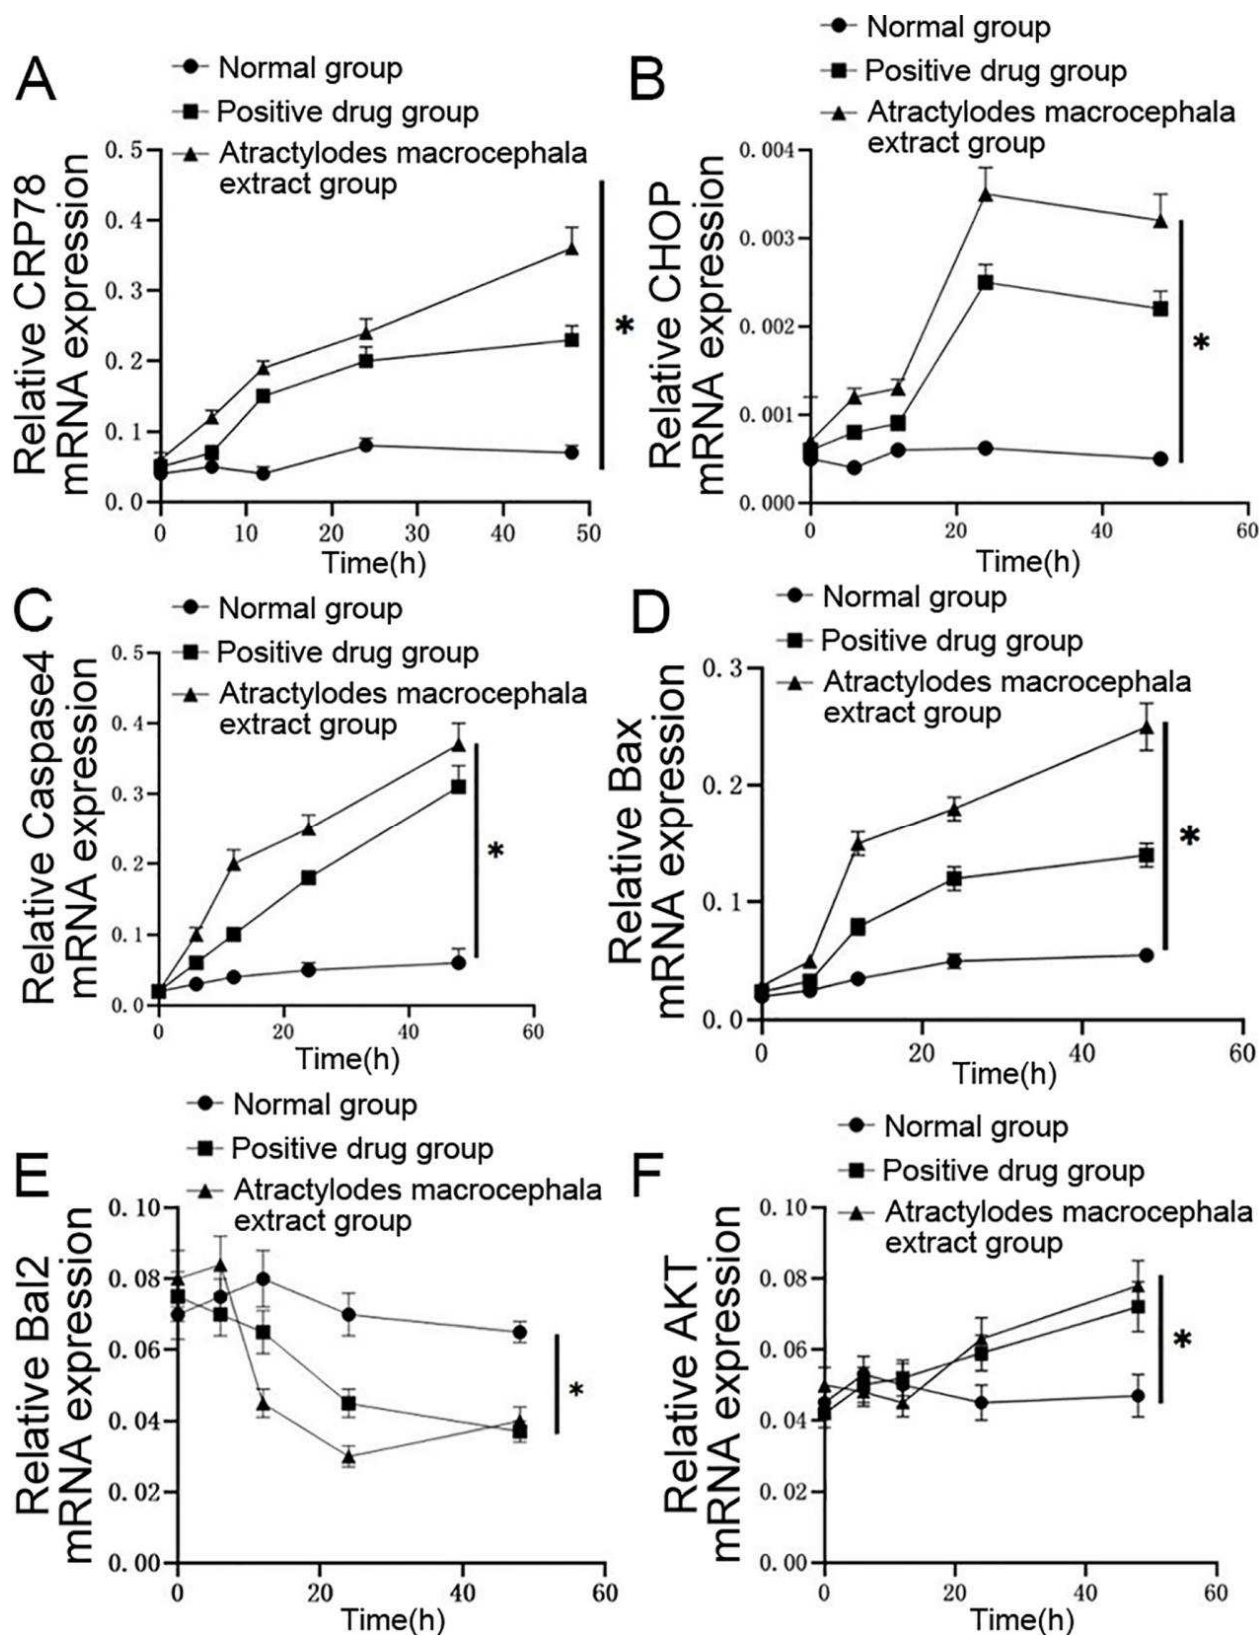 A
Normal group
Positive drug group
Atractylodes macrocephala
extract group
Relative CRP78
mRNA expression
0.5
0.4
0.3
0.2
0.1
0.0
0 10 20 30 40 50
Time(h)
*
B
Normal group
Positive drug group
Atractylodes macrocephala
extract group
Relative CHOP
mRNA expression
0.004
0.003
0.002
0.001
0.000
0 20 40 60
Time(h)
*
C
Normal group
Positive drug group
Atractylodes macrocephala
extract group
Relative Caspase4
mRNA expression
0.5
0.4
0.3
0.2
0.1
0.0
0 20 40 60
Time(h)
*
D
Normal group
Positive drug group
Atractylodes macrocephala
extract group
Relative Bax
mRNA expression
0.3
0.2
0.1
0.0
0 20 40 60
Time(h)
*
E
Normal group
Positive drug group
Atractylodes macrocephala
extract group
Relative Bal2
mRNA expression
0.10
0.08
0.06
0.04
0.02
0.00
0 20 40 60
Time(h)
*
F
Normal group
Positive drug group
Atractylodes macrocephala
extract group
Relative AKT
mRNA expression
0.10
0.08
0.06
0.04
0.02
0.00
0 20 40 60
Time(h)
*